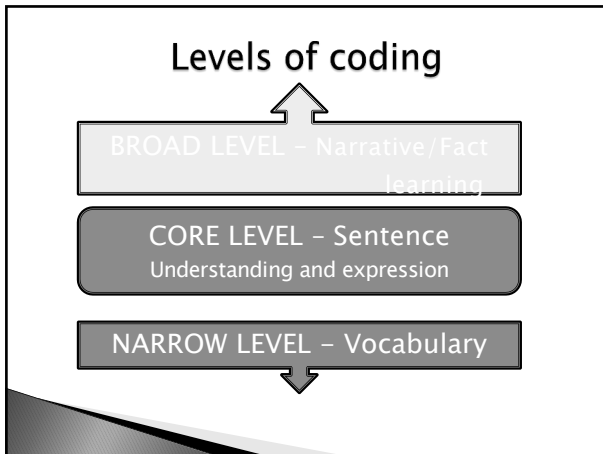 Levels of coding
BROAD LEVEL – Narrative/Fact
learning
CORE LEVEL – Sentence
Understanding and expression
NARROW LEVEL – Vocabulary